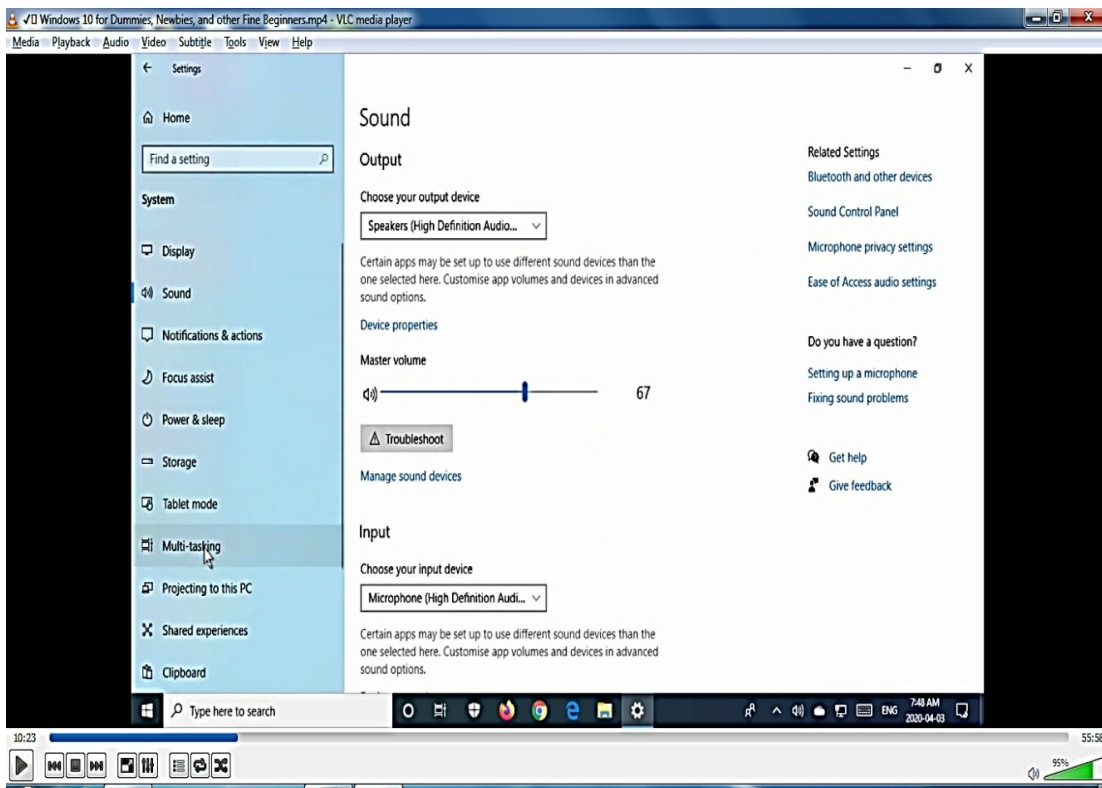 √▯ Windows 10 for Dummies, Newbies, and other Fine Beginners.mp4 - VLC media player
Media Playback Audio Video Subtitle Tools View Help
Settings
Home
Find a setting
System
Display
Sound
Notifications & actions
Focus assist
Power & sleep
Storage
Tablet mode
Multi-tasking
Projecting to this PC
Shared experiences
Clipboard
Sound
Output
Choose your output device
Speakers (High Definition Audio...
Certain apps may be set up to use different sound devices than the
one selected here. Customise app volumes and devices in advanced
sound options.
Device properties
Master volume
67
Troubleshoot
Manage sound devices
Input
Choose your input device
Microphone (High Definition Audi...
Certain apps may be set up to use different sound devices than the
one selected here. Customise app volumes and devices in advanced
sound options.
Related Settings
Bluetooth and other devices
Sound Control Panel
Microphone privacy settings
Ease of Access audio settings
Do you have a question?
Setting up a microphone
Fixing sound problems
Get help
Give feedback
Type here to search
ENG
7:48 AM
2020-04-03
10:23
55:58
95%